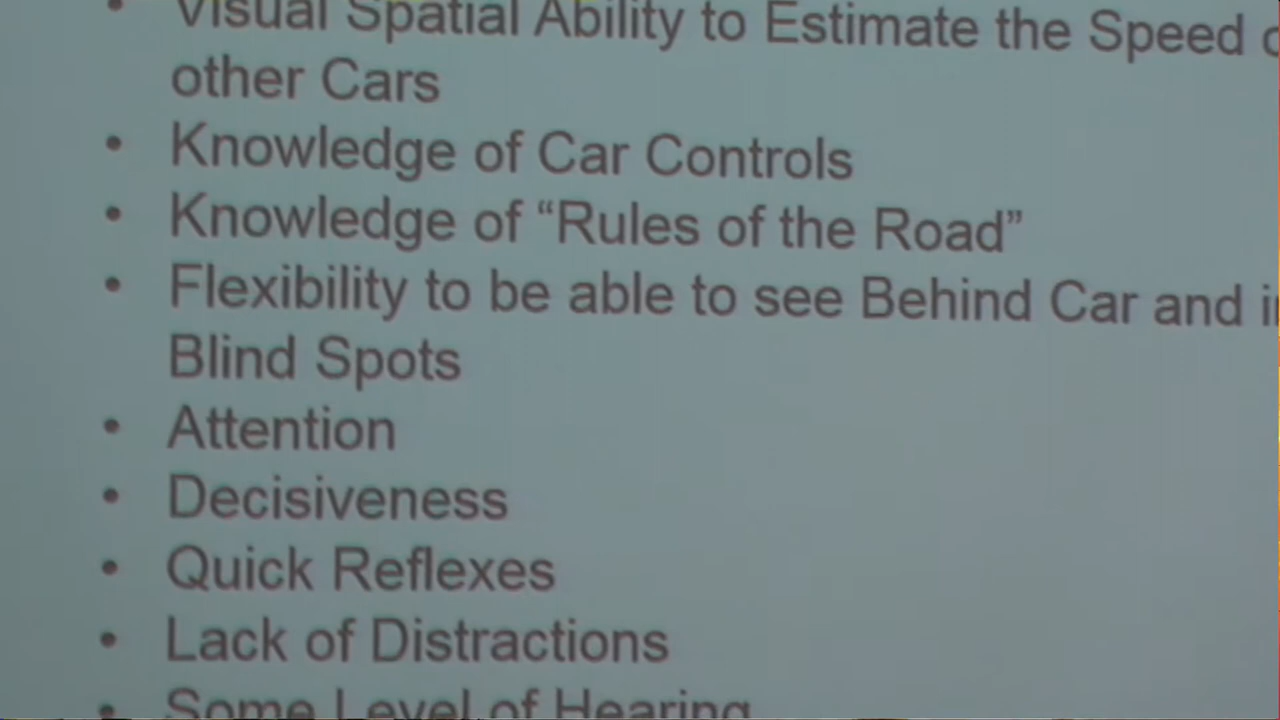 • Visual Spatial Ability to Estimate the Speed
other Cars
• Knowledge of Car Controls
• Knowledge of “Rules of the Road”
• Flexibility to be able to see Behind Car and
Blind Spots
• Attention
• Decisiveness
• Quick Reflexes
• Lack of Distractions
• Some Level of Hearing